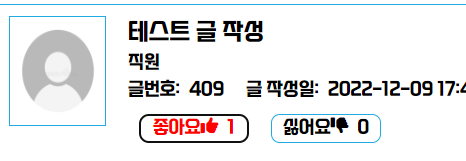 테스트 글 작성
직원
글번호: 409 글 작성일: 2022-12-09 17:4
좋아요 1 싫어요 0